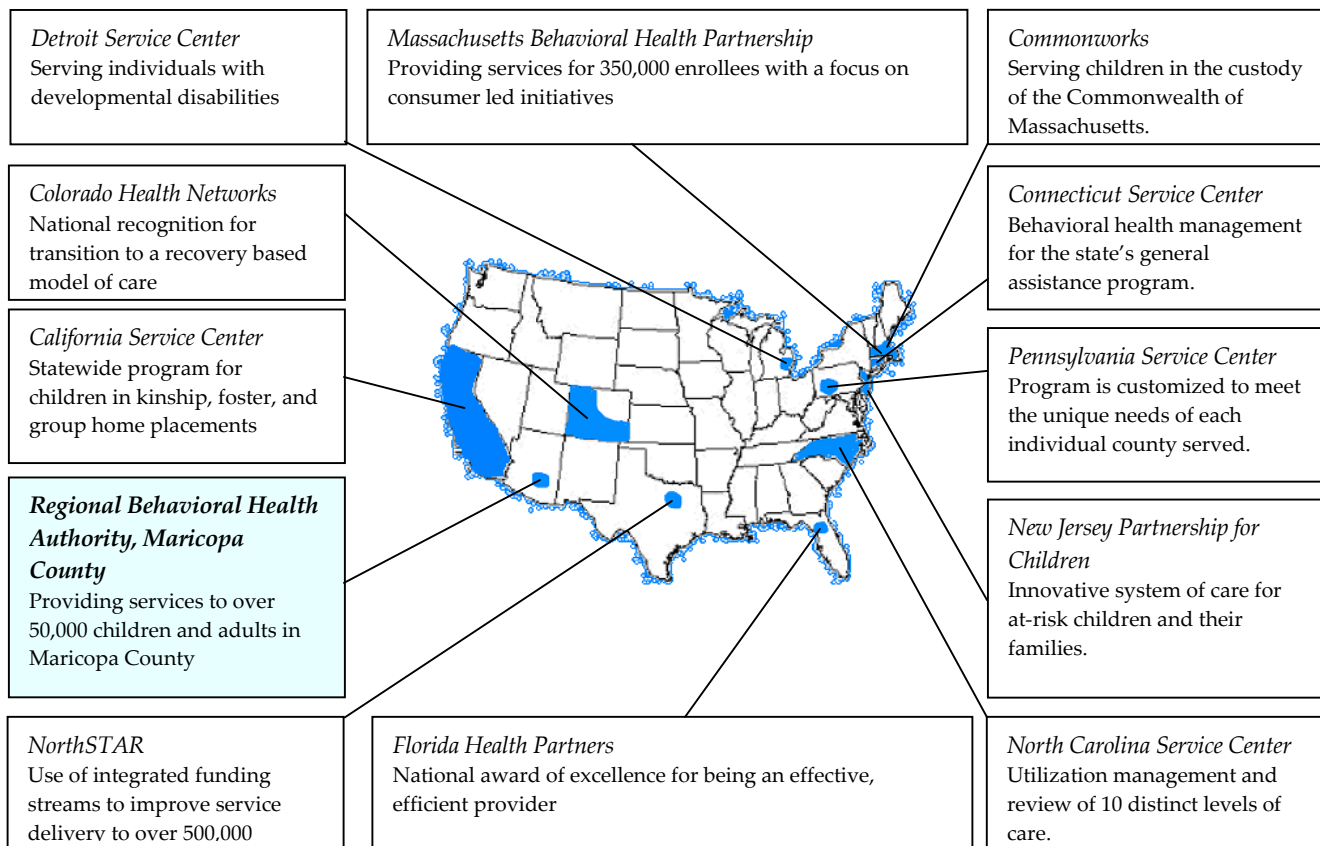 Detroit Service Center
Serving individuals with
developmental disabilities
Massachusetts Behavioral Health Partnership
Providing services for 350,000 enrollees with a focus on
consumer led initiatives
Commonworks
Serving children in the custody
of the Commonwealth of
Massachusetts.
Colorado Health Networks
National recognition for
transition to a recovery based
model of care
Connecticut Service Center
Behavioral health management
for the state’s general
assistance program.
California Service Center
Statewide program for
children in kinship, foster, and
group home placements
Pennsylvania Service Center
Program is customized to meet
the unique needs of each
individual county served.
Regional Behavioral Health
Authority, Maricopa
County
Providing services to over
50,000 children and adults in
Maricopa County
New Jersey Partnership for
Children
Innovative system of care for
at-risk children and their
families.
NorthSTAR
Use of integrated funding
streams to improve service
delivery to over 500,000
Florida Health Partners
National award of excellence for being an effective,
efficient provider
North Carolina Service Center
Utilization management and
review of 10 distinct levels of
care.